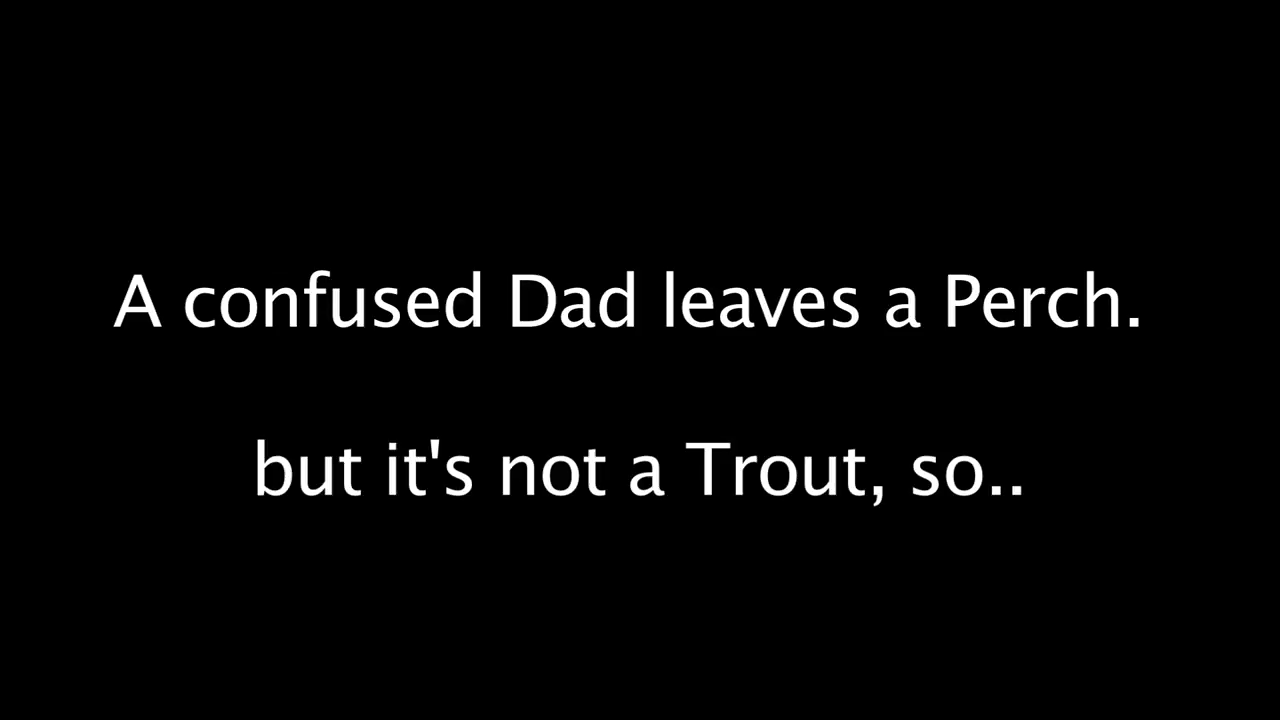 A confused Dad leaves a Perch.
but it's not a Trout, so..